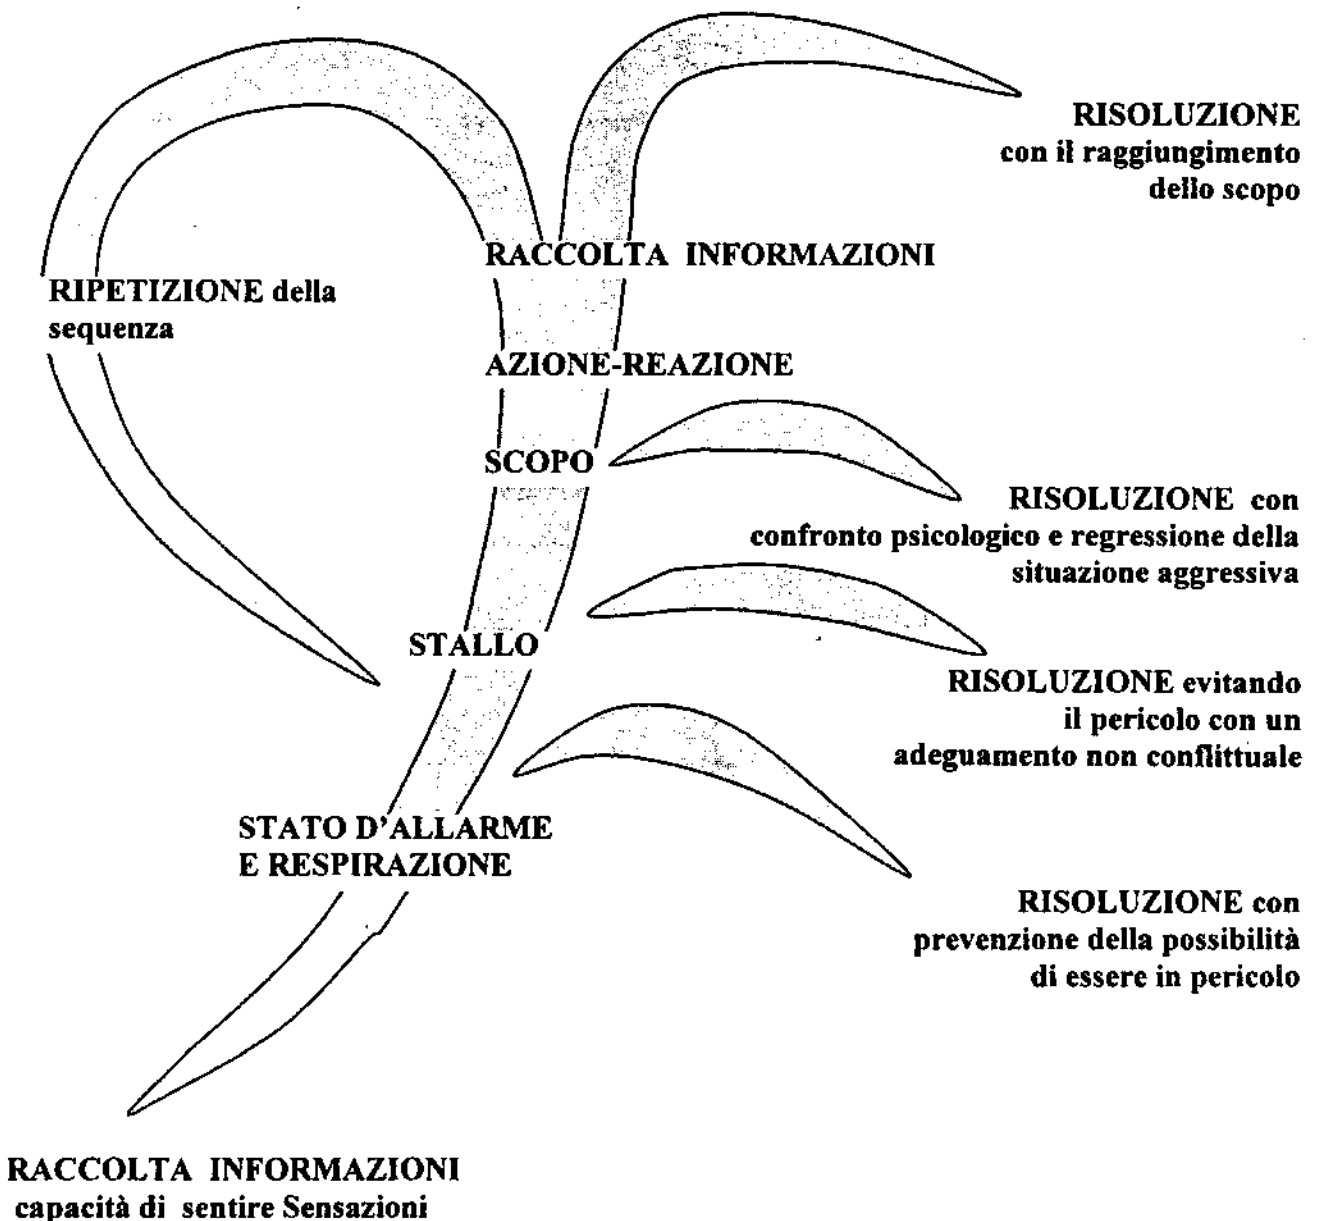 RISOLUZIONE
con il raggiungimento
dello scopo
RACCOLTA INFORMAZIONI
RIPETIZIONE della
sequenza
AZIONE-REAZIONE
SCOPO
RISOLUZIONE con
confronto psicologico e regressione della
situazione aggressiva
STALLO
RISOLUZIONE evitando
il pericolo con un
adeguamento non conflittuale
STATO D'ALLARME
E RESPIRAZIONE
RISOLUZIONE con
prevenzione della possibilità
di essere in pericolo
RACCOLTA INFORMAZIONI
capacità di sentire Sensazioni